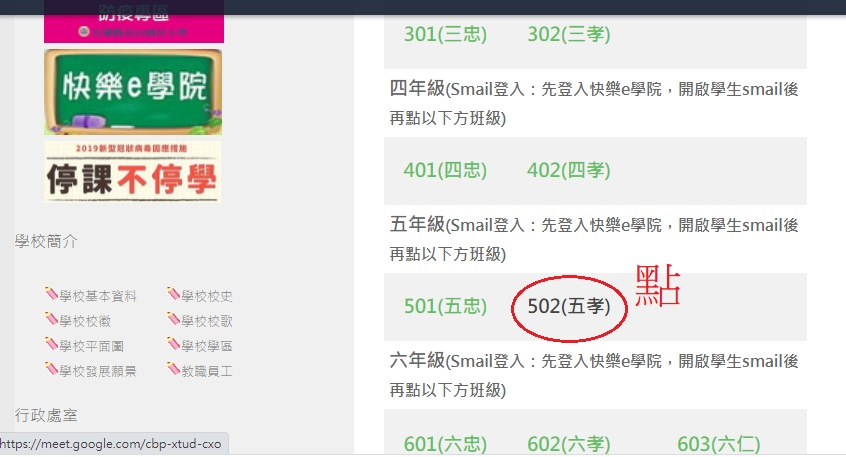 防疫專區
快樂e學院
2019新型冠狀病毒因應措施
停課不停學
學校簡介
學校基本資料
學校校史
學校校徽
學校校歌
學校平面圖
學校學區
學校發展願景
教職員工
行政處室
https://meet.google.com/cbp-xtud-cxo
301(三忠)
302(三孝)
四年級(Smail登入：先登入快樂e學院，開啟學生smail後
再點以下方班級)
401(四忠)
402(四孝)
五年級(Smail登入：先登入快樂e學院，開啟學生smail後
再點以下方班級)
501(五忠)
502(五孝)
點
六年級(Smail登入：先登入快樂e學院，開啟學生smail後
再點以下方班級)
601(六忠)
602(六孝)
603(六仁)